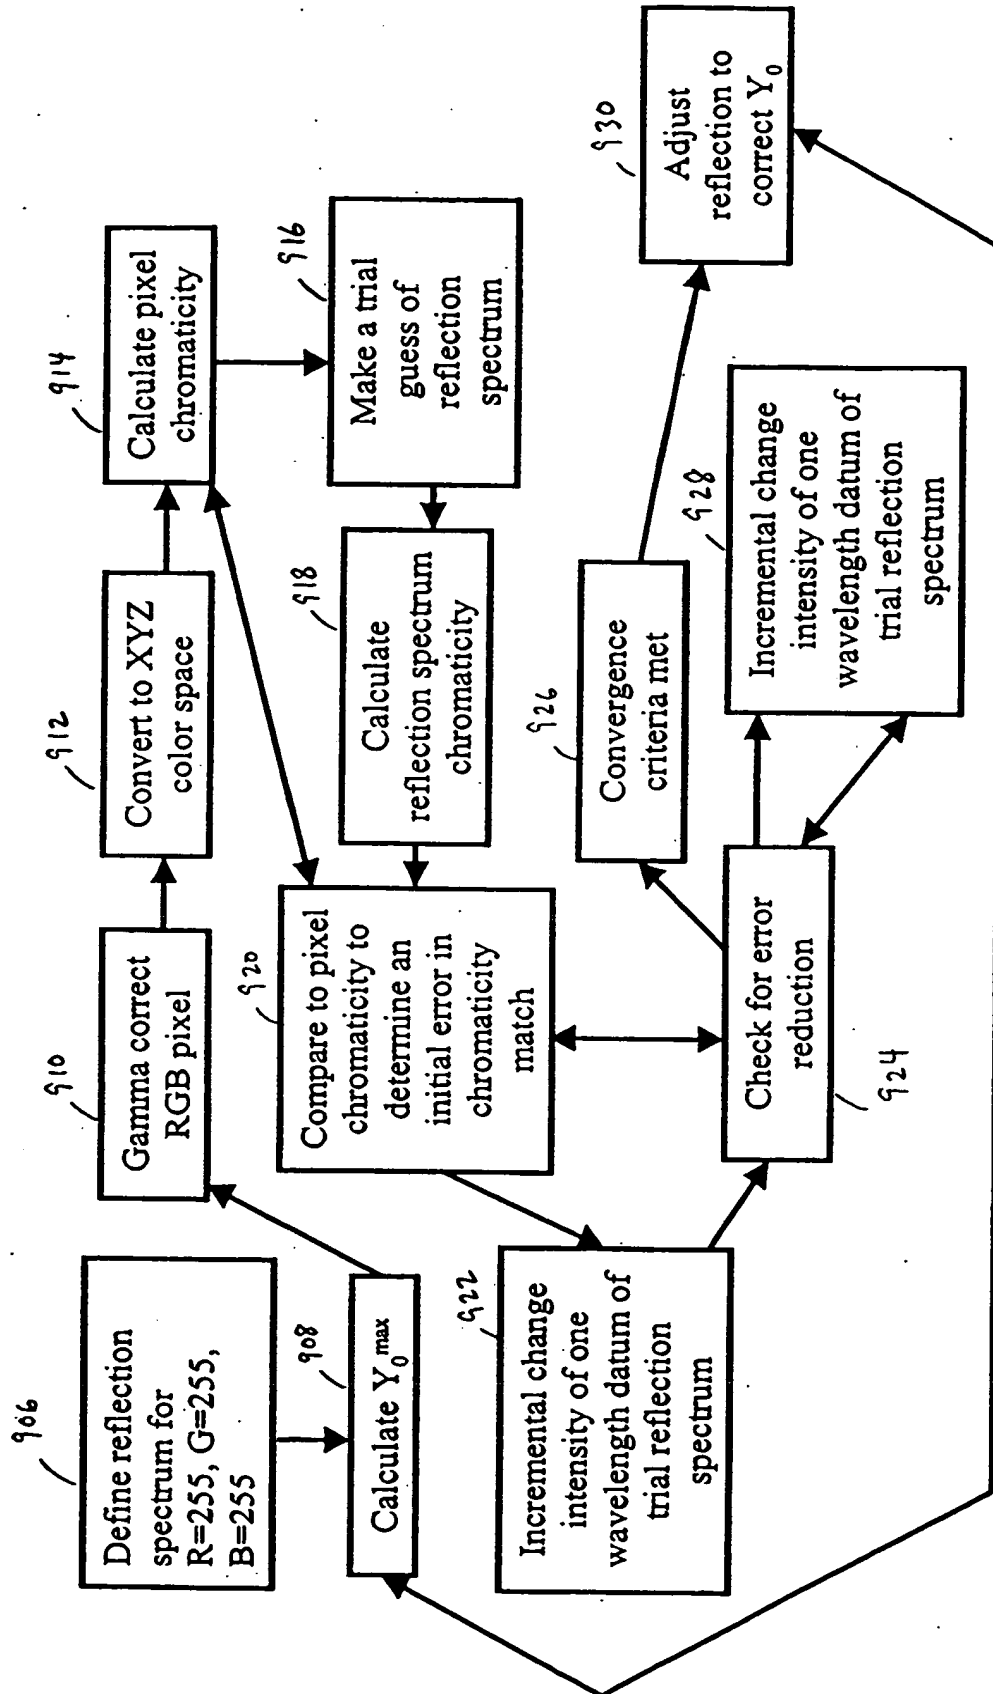 906
Define reflection
spectrum for
R=255, G=255,
B=255
908
Calculate Y₀ᵐᵃˣ
910
Gamma correct
RGB pixel
912
Convert to XYZ
color space
914
Calculate pixel
chromaticity
916
Make a trial
guess of
reflection
spectrum
918
Calculate
reflection spectrum
chromaticity
920
Compare to pixel
chromaticity to
determine an
initial error in
chromaticity
match
922
Incremental change
intensity of one
wavelength datum of
trial reflection
spectrum
Check for error
reduction
924
926
Convergence
criteria met
928
Incremental change
intensity of one
wavelength datum of
trial reflection
spectrum
930
Adjust
reflection to
correct Y₀